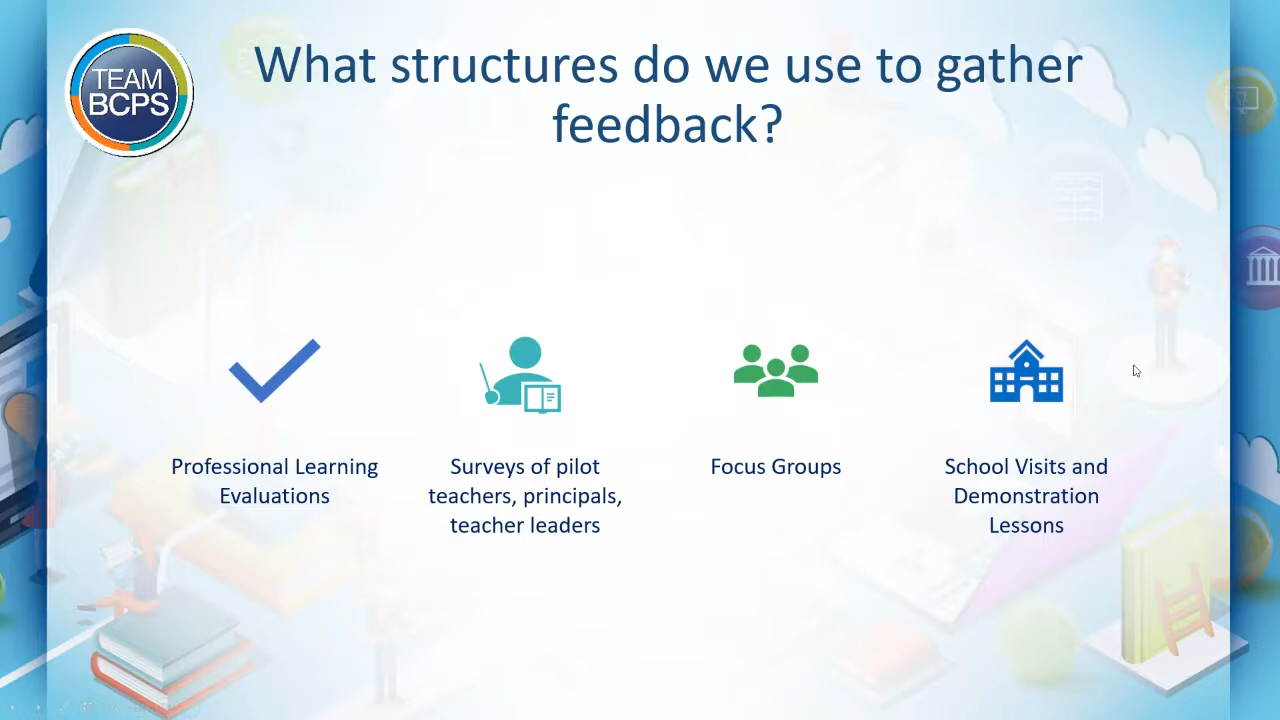 TEAM
BCPS
What structures do we use to gather
feedback?
Professional Learning
Evaluations
Surveys of pilot
teachers, principals,
teacher leaders
Focus Groups
School Visits and
Demonstration
Lessons